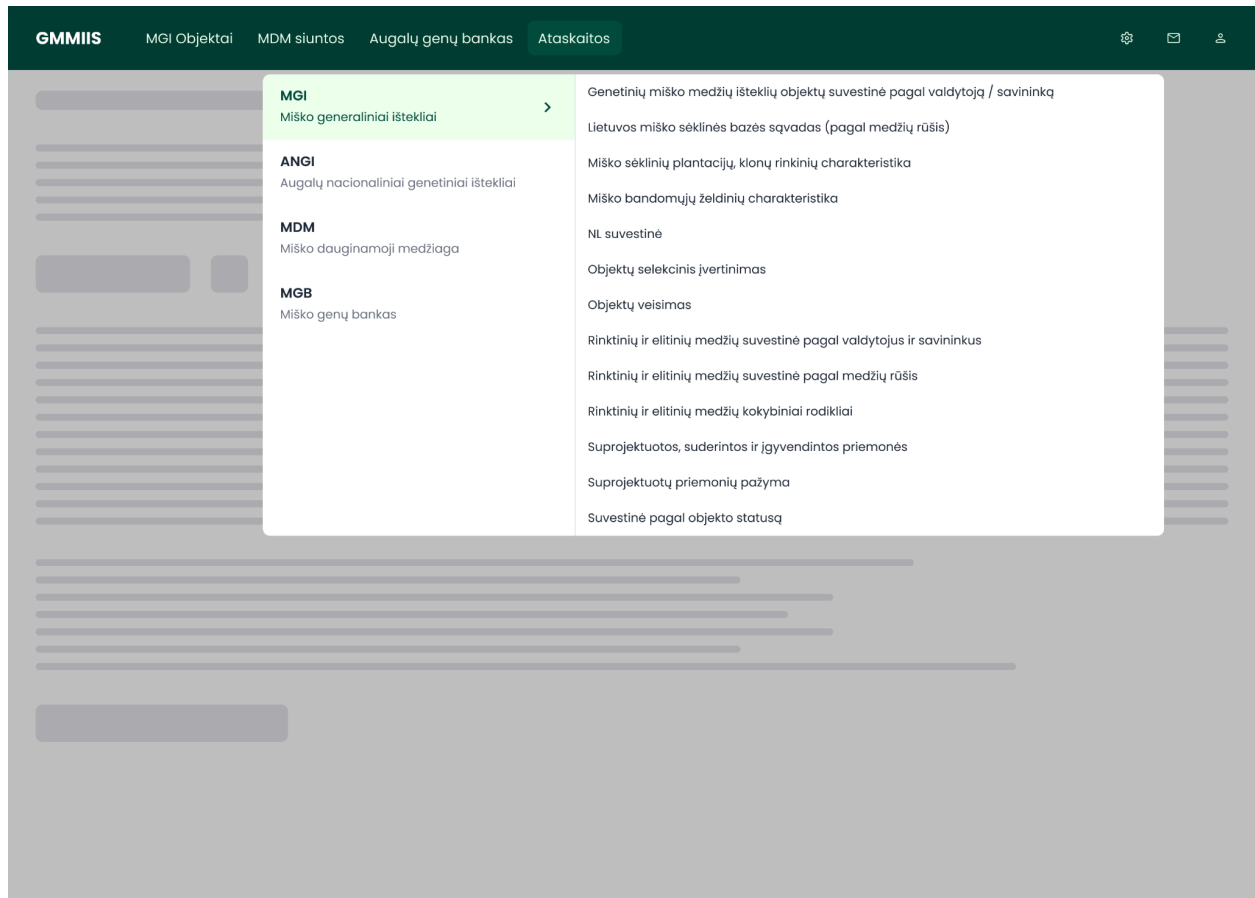 GMMIIS
MGI Objektai
MDM siuntos
Augalų genų bankas
Ataskaitos
MGI
Miško generaliniai ištekliai
ANGI
Augalų nacionaliniai genetiniai ištekliai
MDM
Miško dauginamoji medžiaga
MGB
Miško genų bankas
Genetinių miško medžių išteklių objektų suvestinė pagal valdytoją / savininką
Lietuvos miško sėklinės bazės sąvadas (pagal medžių rūšis)
Miško sėklinių plantacijų, klonų rinkinių charakteristika
Miško bandomųjų želdinių charakteristika
NL suvestinė
Objektų selekcinis įvertinimas
Objektų veisimas
Rinktinių ir elitinių medžių suvestinė pagal valdytojus ir savininkus
Rinktinių ir elitinių medžių suvestinė pagal medžių rūšis
Rinktinių ir elitinių medžių kokybiniai rodikliai
Suprojektuotos, suderintos ir įgyvendintos priemonės
Suprojektuotų priemonių pažyma
Suvestinė pagal objekto statusą